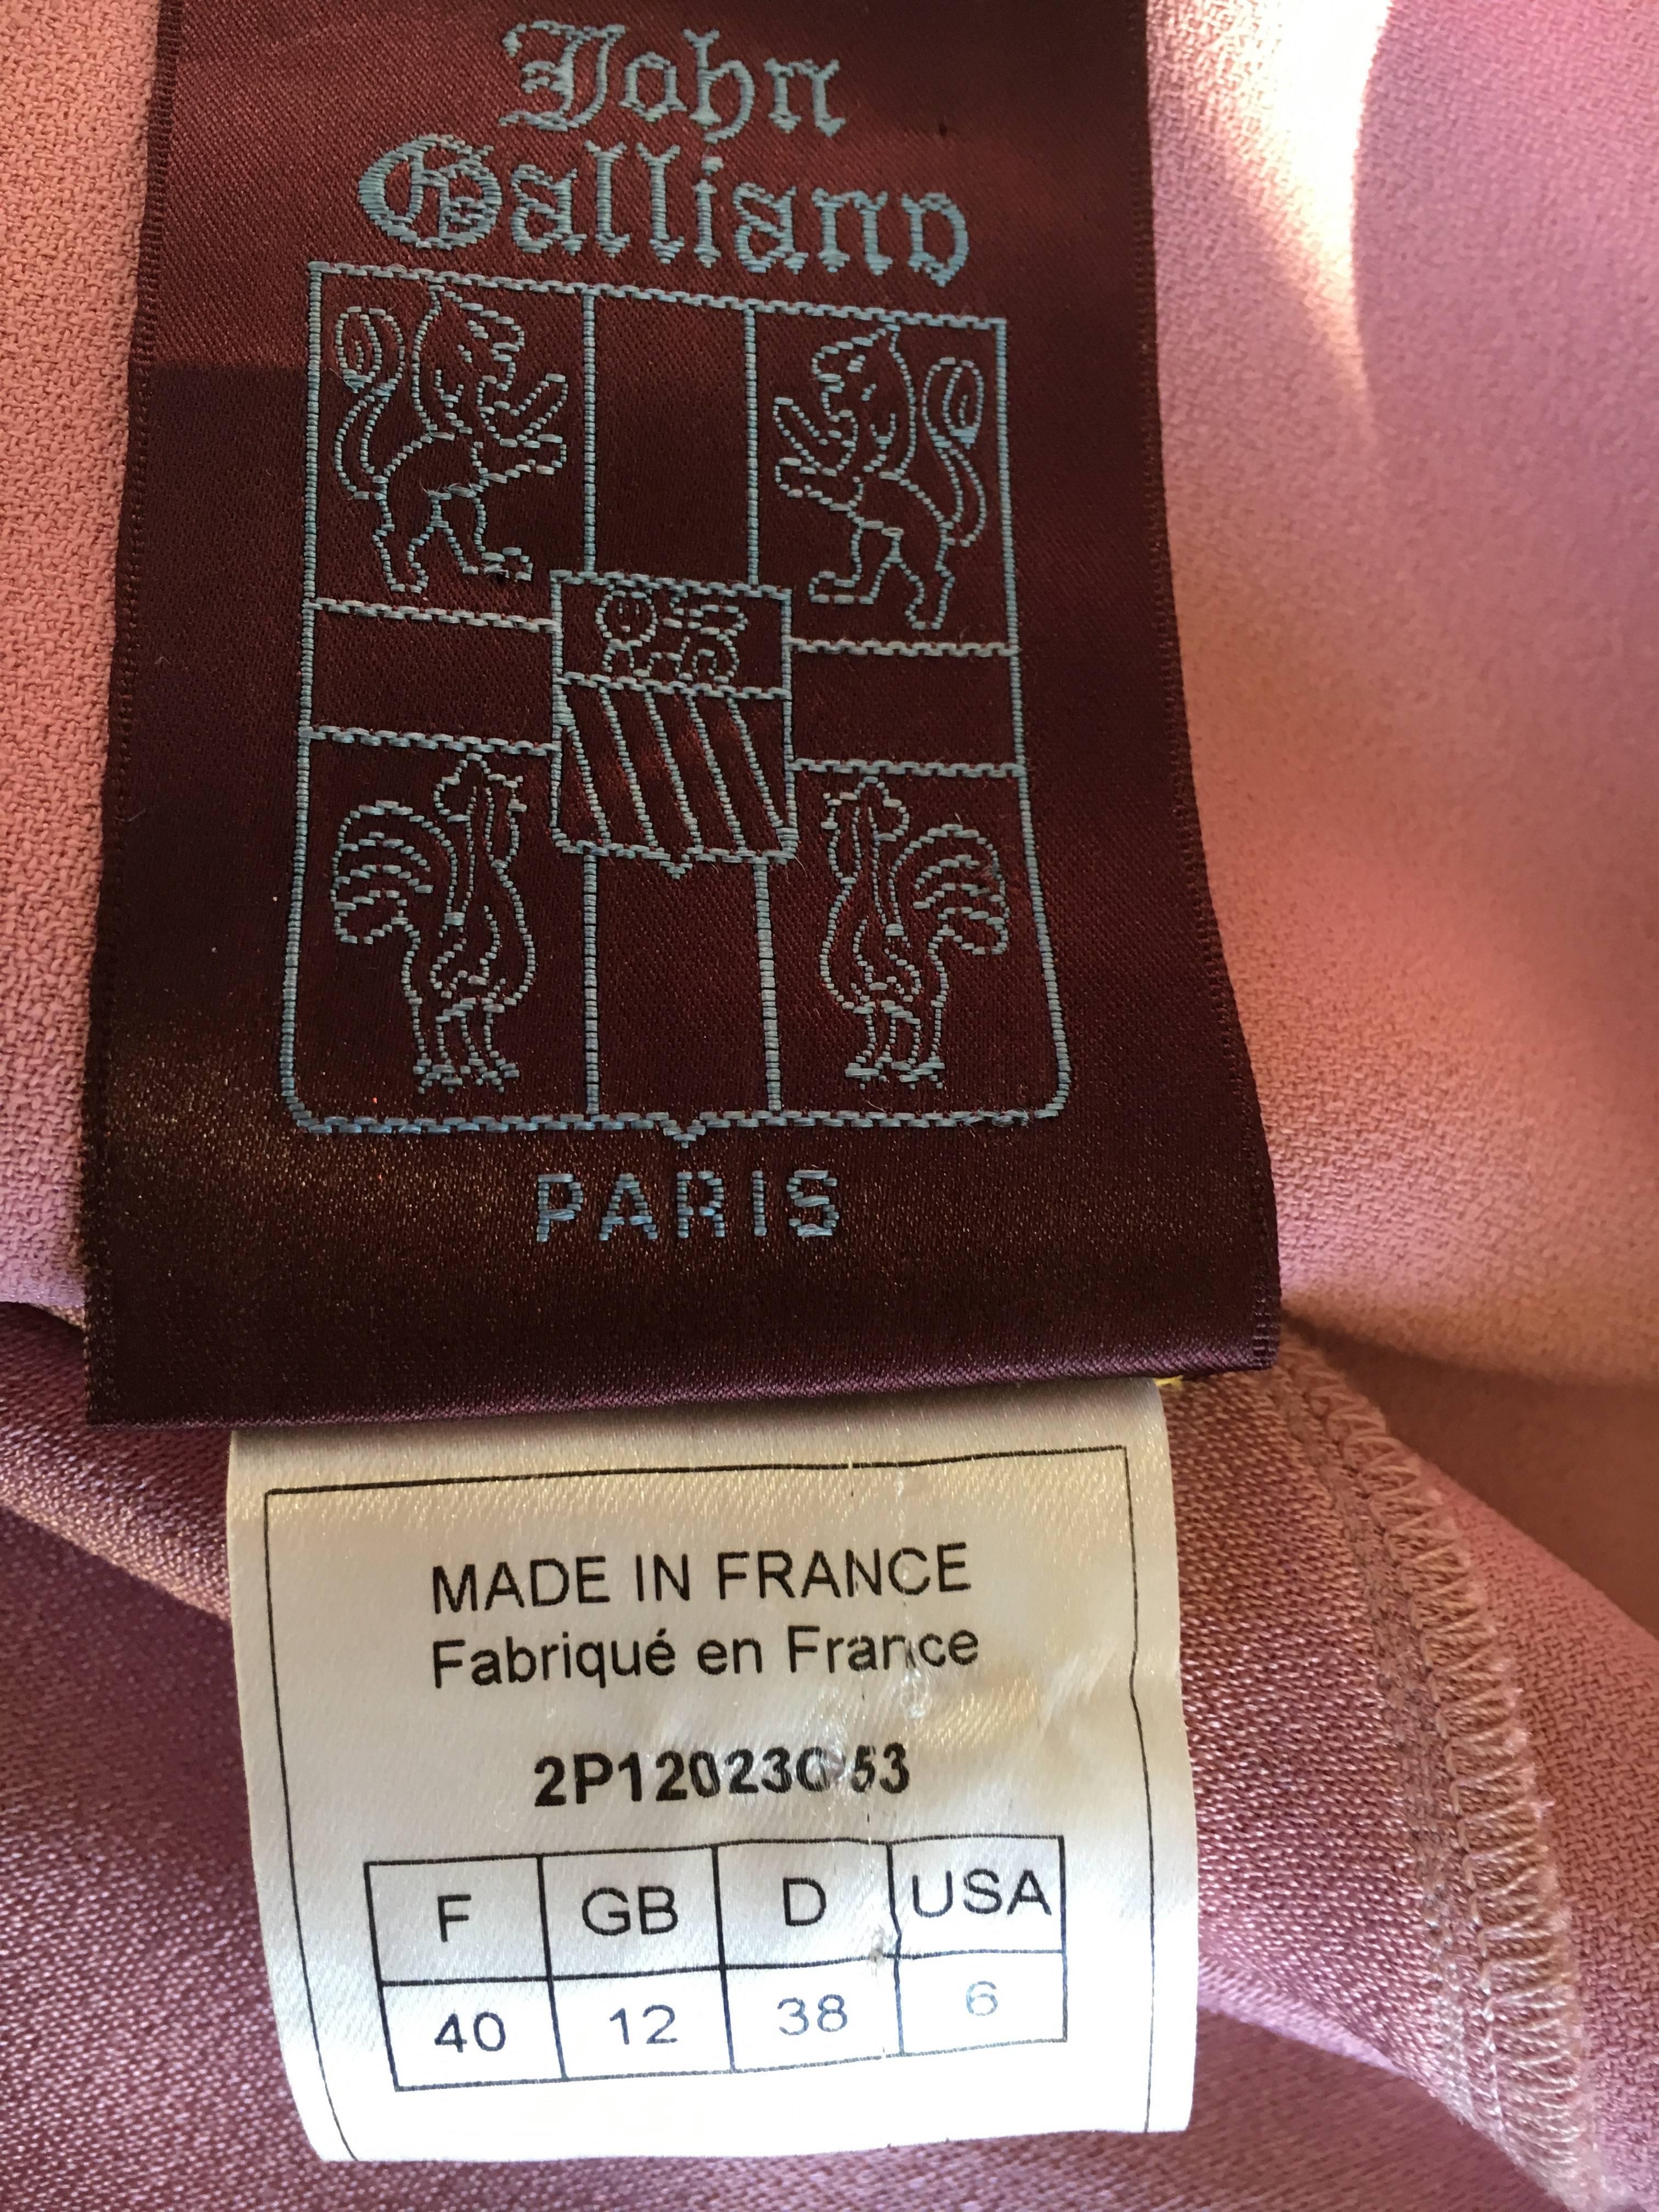 John
Galliano
PARIS
MADE IN FRANCE
Fabriqué en France
F GB D USA
40 12 38 6